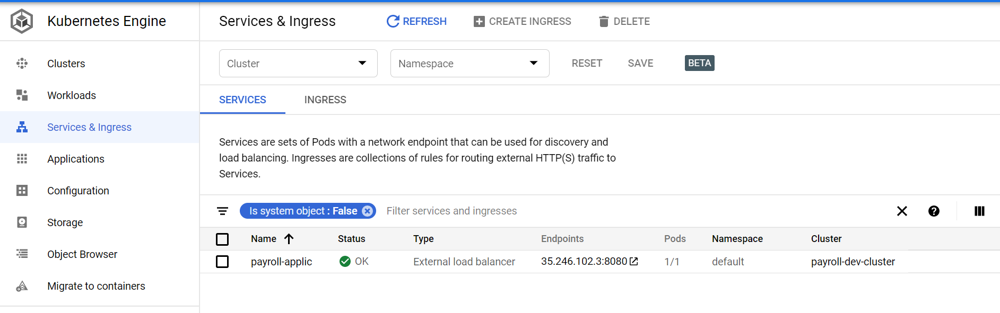 Kubernetes Engine
Services & Ingress
REFRESH
CREATE INGRESS
DELETE
Clusters
Workloads
Services & Ingress
Applications
Configuration
Storage
Object Browser
Migrate to containers
Cluster
Namespace
RESET
SAVE
BETA
SERVICES
INGRESS
Services are sets of Pods with a network endpoint that can be used for discovery and
load balancing. Ingresses are collections of rules for routing external HTTP(S) traffic to
Services.
Is system object : False
Filter services and ingresses
Name Status Type Endpoints Pods Namespace Cluster
payroll-applic OK External load balancer 35.246.102.3:8080 1/1 default payroll-dev-cluster